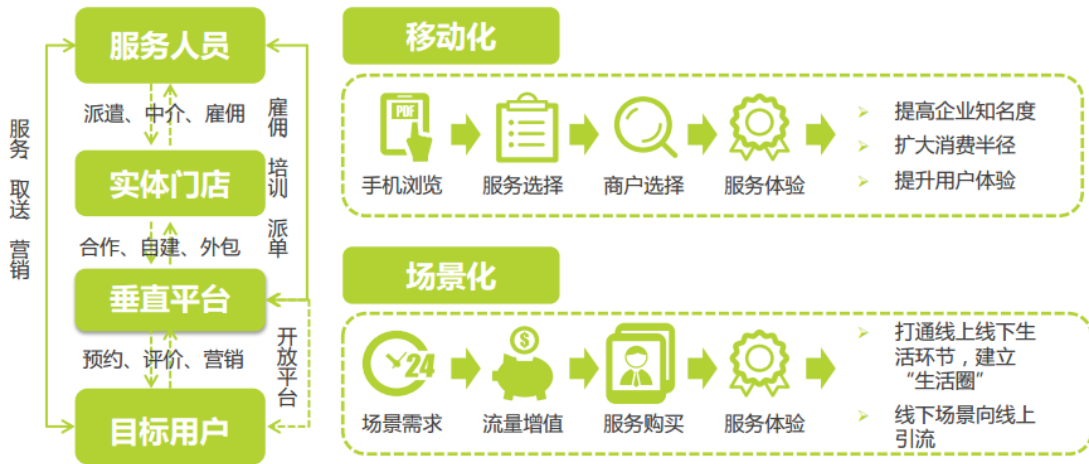 服务人员
派遣、中介、雇佣
实体门店
合作、自建、外包
垂直平台
预约、评价、营销
目标用户
服务 取送 营销
雇佣 培训 派单
开放平台
移动化
PDF
手机浏览
服务选择
商户选择
服务体验
提高企业知名度
扩大消费半径
提升用户体验
场景化
24
$
场景需求
流量增值
服务购买
服务体验
打通线上线下生
活环节，建立
“生活圈”
线下场景向线上
引流